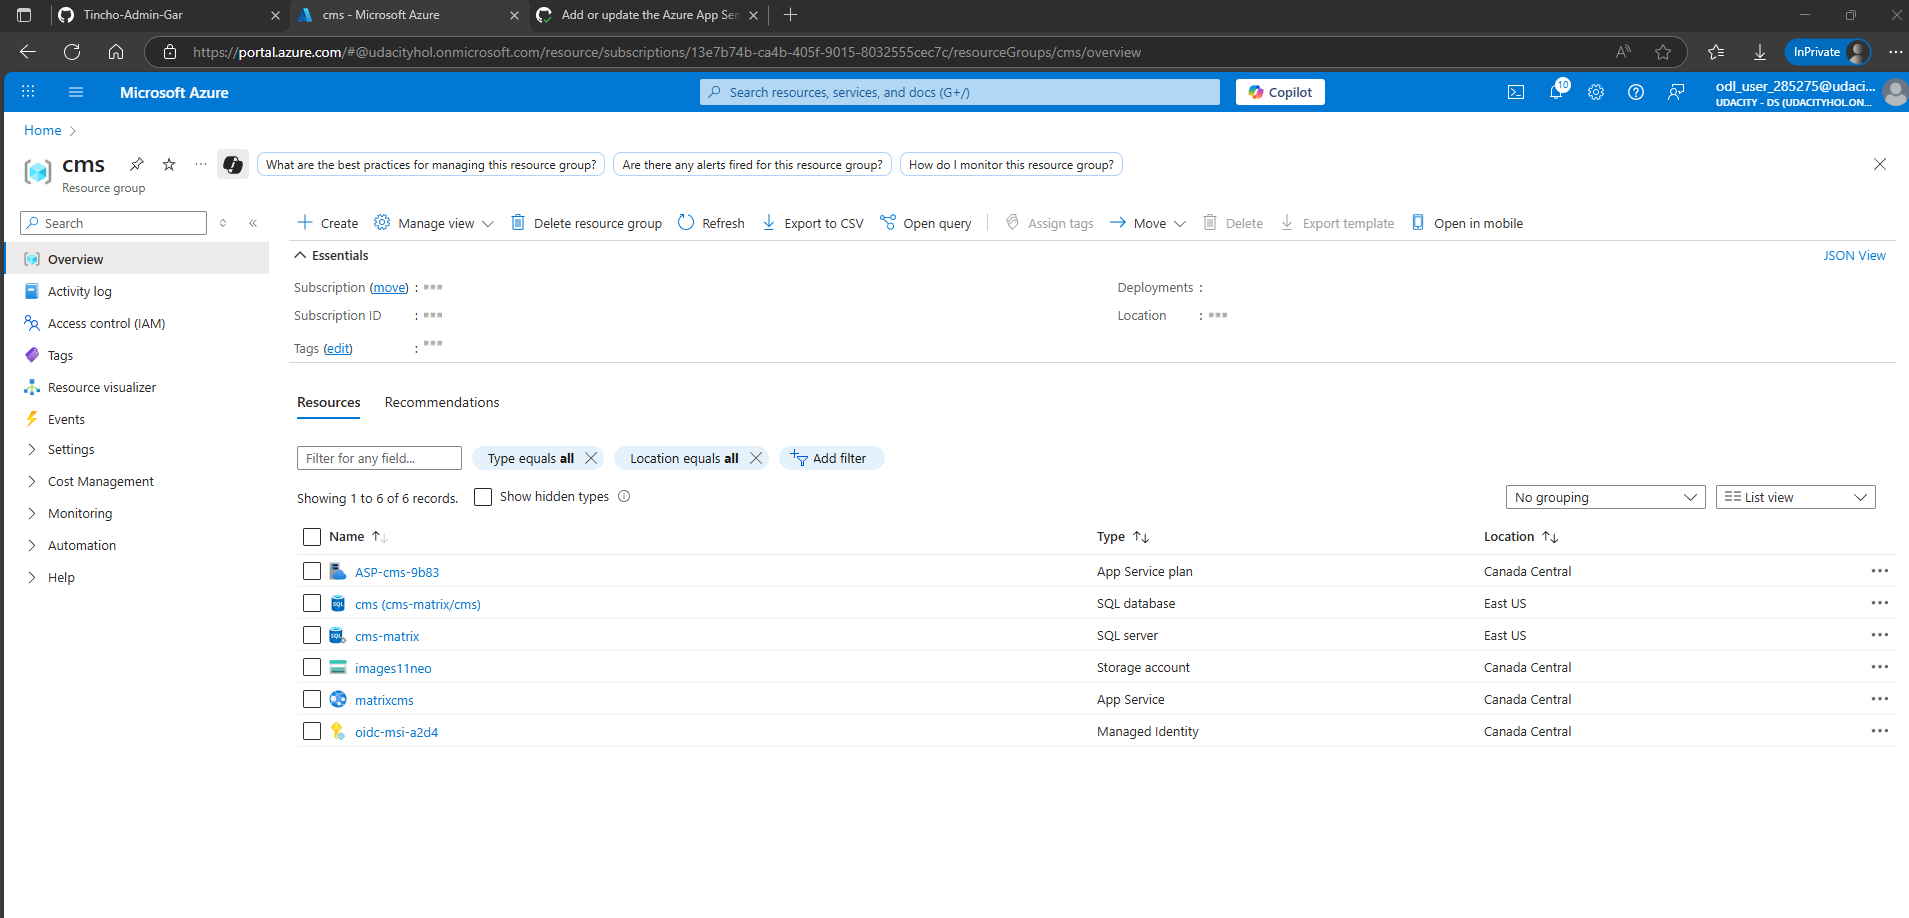 Tincho-Admin-Gar
cms - Microsoft Azure
Add or update the Azure App Ser
https://portal.azure.com/#@udacityhol.onmicrosoft.com/resource/subscriptions/13e7b74b-ca4b-405f-9015-8032555cec7c/resourceGroups/cms/overview
InPrivate
Microsoft Azure
Search resources, services, and docs (G+/)
Copilot
10
odl_user_285275@udaci...
UDACITY - DS (UDACITYHOL.ON...
Home
cms
Resource group
What are the best practices for managing this resource group?
Are there any alerts fired for this resource group?
How do I monitor this resource group?
Search
Create
Manage view
Delete resource group
Refresh
Export to CSV
Open query
Assign tags
Move
Delete
Export template
Open in mobile
Overview
Activity log
Access control (IAM)
Tags
Resource visualizer
Events
Settings
Cost Management
Monitoring
Automation
Help
Essentials
JSON View
Subscription (move) :
Deployments :
Subscription ID :
Location :
Tags (edit) :
Resources
Recommendations
Filter for any field...
Type equals all
Location equals all
Add filter
Showing 1 to 6 of 6 records.
Show hidden types
No grouping
List view
Name
Type
Location
ASP-cms-9b83
App Service plan
Canada Central
SQL
cms (cms-matrix/cms)
SQL database
East US
SQL
cms-matrix
SQL server
East US
images11neo
Storage account
Canada Central
matrixcms
App Service
Canada Central
oidc-msi-a2d4
Managed Identity
Canada Central